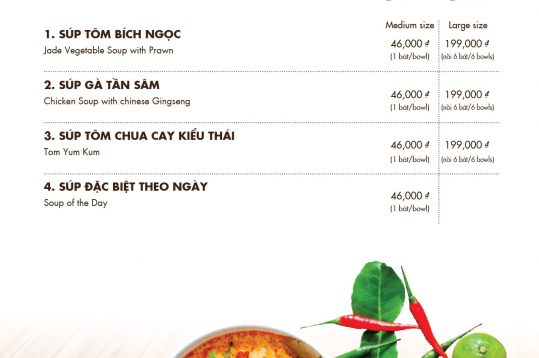 Medium size Large size
1. SÚP TÔM BÍCH NGỌC
Jade Vegetable Soup with Prawn
46,000 ₫ 199,000 ₫
(1 bát/bowl) (nồi 6 bát/6 bowls)
2. SÚP GÀ TẦN SÂM
Chicken Soup with chinese Gingseng
46,000 ₫ 199,000 ₫
(1 bát/bowl) (nồi 6 bát/6 bowls)
3. SÚP TÔM CHUA CAY KIỂU THÁI
Tom Yum Kum
46,000 ₫ 199,000 ₫
(1 bát/bowl) (nồi 6 bát/6 bowls)
4. SÚP ĐẶC BIỆT THEO NGÀY
Soup of the Day
46,000 ₫
(1 bát/bowl)